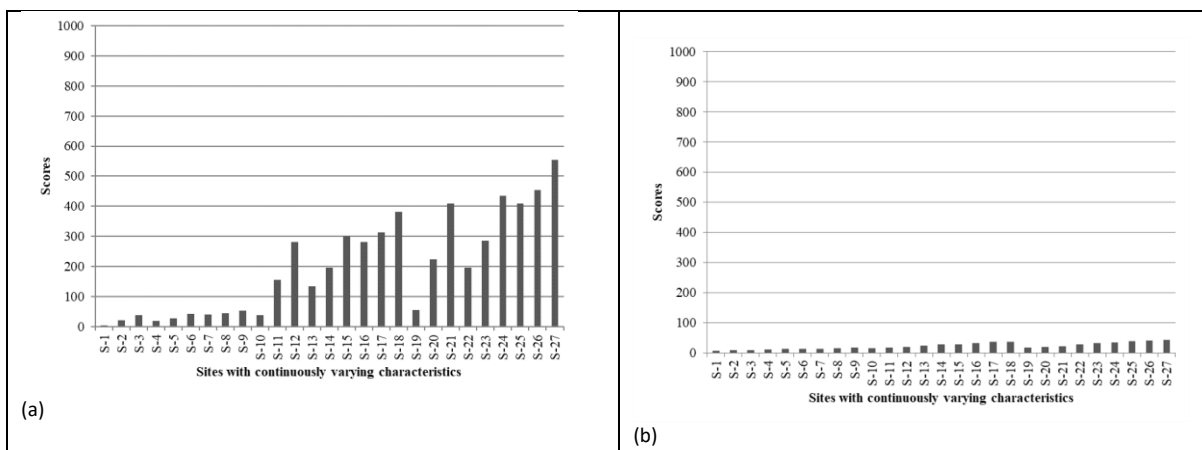 1000
900
800
700
600
500
400
300
200
100
0
Scores
S-1 S-2 S-3 S-4 S-5 S-6 S-7 S-8 S-9 S-10 S-11 S-12 S-13 S-14 S-15 S-16 S-17 S-18 S-19 S-20 S-21 S-22 S-23 S-24 S-25 S-26 S-27
Sites with continuously varying characteristics
(a)
1000
900
800
700
600
500
400
300
200
100
0
Scores
S-1 S-2 S-3 S-4 S-5 S-6 S-7 S-8 S-9 S-10 S-11 S-12 S-13 S-14 S-15 S-16 S-17 S-18 S-19 S-20 S-21 S-22 S-23 S-24 S-25 S-26 S-27
Sites with continuously varying characteristics
(b)